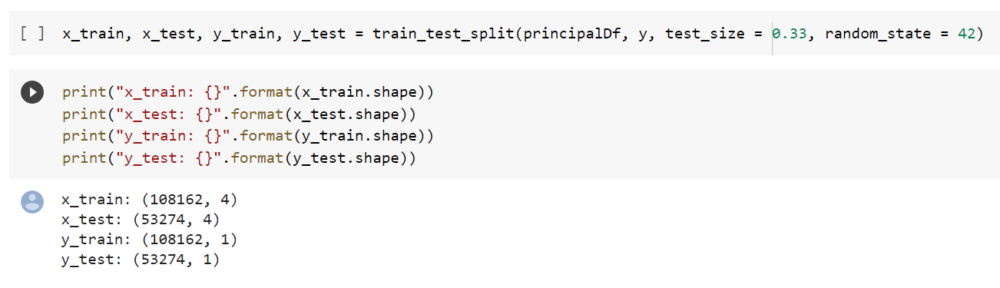 [ ] x_train, x_test, y_train, y_test = train_test_split(principalDf, y, test_size = 0.33, random_state = 42)
print("x_train: {}".format(x_train.shape))
print("x_test: {}".format(x_test.shape))
print("y_train: {}".format(y_train.shape))
print("y_test: {}".format(y_test.shape))
x_train: (108162, 4)
x_test: (53274, 4)
y_train: (108162, 1)
y_test: (53274, 1)